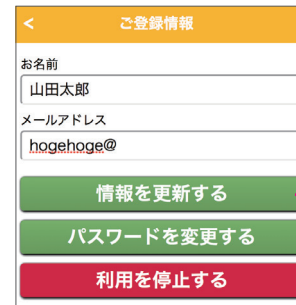 < ご登録情報
お名前
山田太郎
メールアドレス
hogehoge@
情報を更新する
パスワードを変更する
利用を停止する